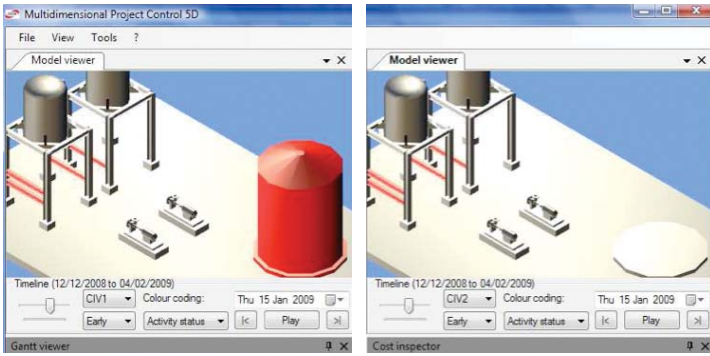 Multidimensional Project Control 5D
File View Tools ?
Model viewer
Timeline (12/12/2008 to 04/02/2009)
CIV1 Colour coding: Thu 15 Jan 2009
Early Activity status |< Play >|
Gantt viewer
Model viewer
Timeline (12/12/2008 to 04/02/2009)
CIV2 Colour coding: Thu 15 Jan 2009
Early Activity status |< Play >|
Cost inspector